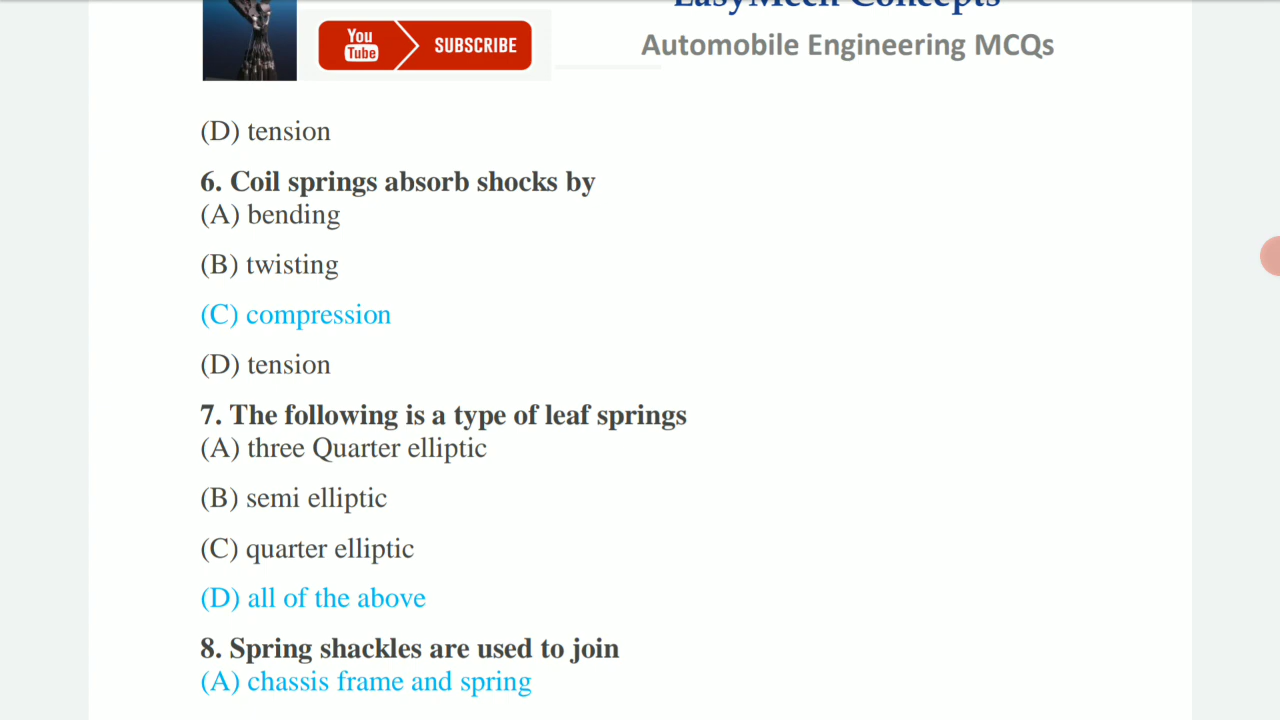 EasyMech Concepts
You
Tube
SUBSCRIBE
Automobile Engineering MCQs
(D) tension
6. Coil springs absorb shocks by
(A) bending
(B) twisting
(C) compression
(D) tension
7. The following is a type of leaf springs
(A) three Quarter elliptic
(B) semi elliptic
(C) quarter elliptic
(D) all of the above
8. Spring shackles are used to join
(A) chassis frame and spring